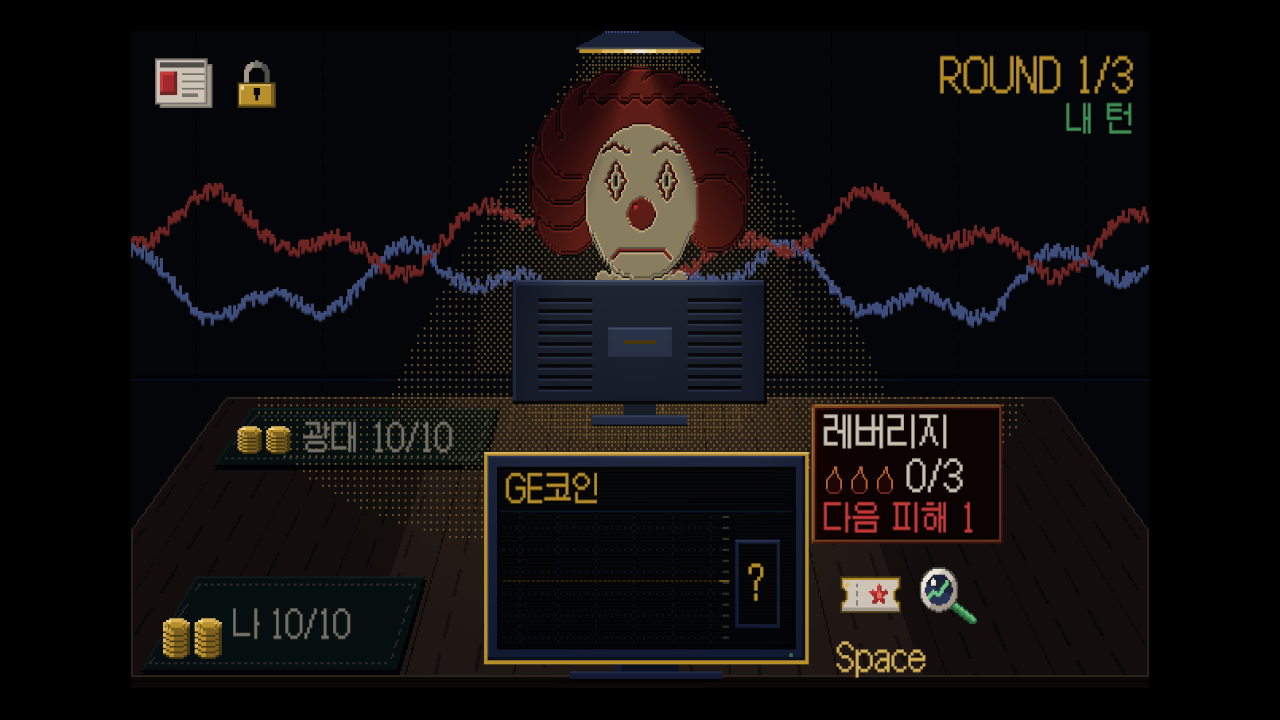 ROUND 1/3
내 턴
광대 10/10
레버리지
0/3
다음 피해 1
GE코인
?
나 10/10
Space